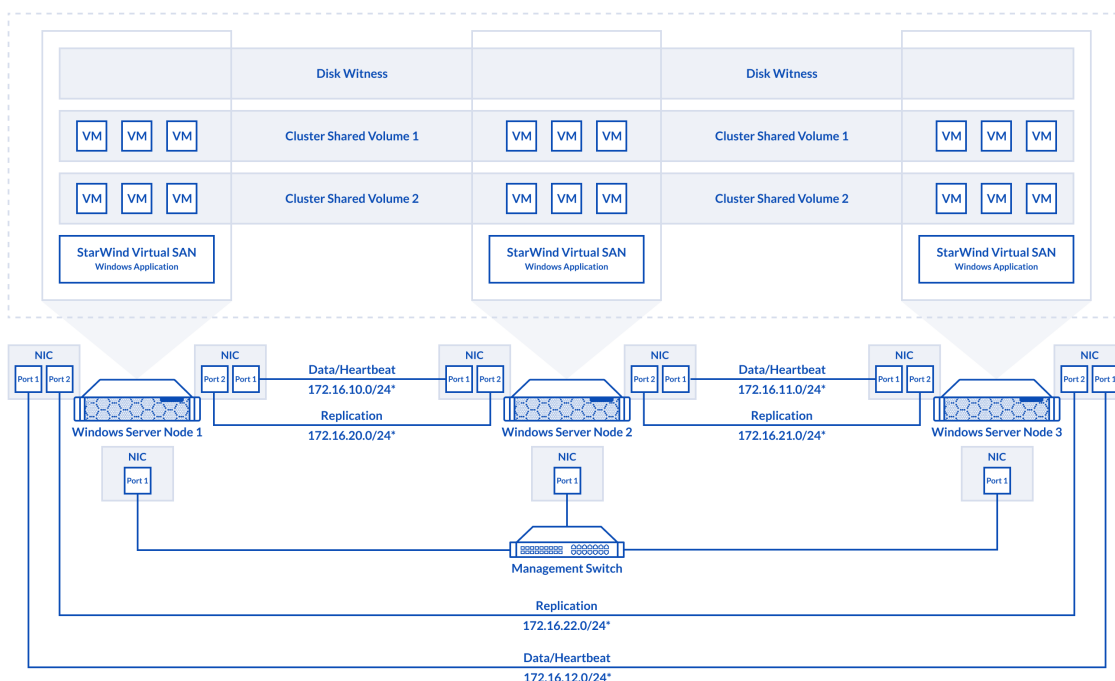 Disk Witness Disk Witness
VM VM VM Cluster Shared Volume 1 VM VM VM Cluster Shared Volume 1 VM VM VM
VM VM VM Cluster Shared Volume 2 VM VM VM Cluster Shared Volume 2 VM VM VM
StarWind Virtual SAN StarWind Virtual SAN StarWind Virtual SAN
Windows Application Windows Application Windows Application
NIC NIC NIC NIC NIC NIC
Data/Heartbeat Data/Heartbeat
Port 1 Port 2 Port 2 Port 1 Port 1 Port 2 Port 2 Port 1 Port 1 Port 2 Port 2 Port 1
172.16.10.0/24* 172.16.11.0/24*
Replication Replication
Windows Server Node 1 172.16.20.0/24* Windows Server Node 2 172.16.21.0/24* Windows Server Node 3
NIC NIC NIC
Port 1 Port 1 Port 1
Management Switch
Replication
172.16.22.0/24*
Data/Heartbeat
172.16.12.0/24*